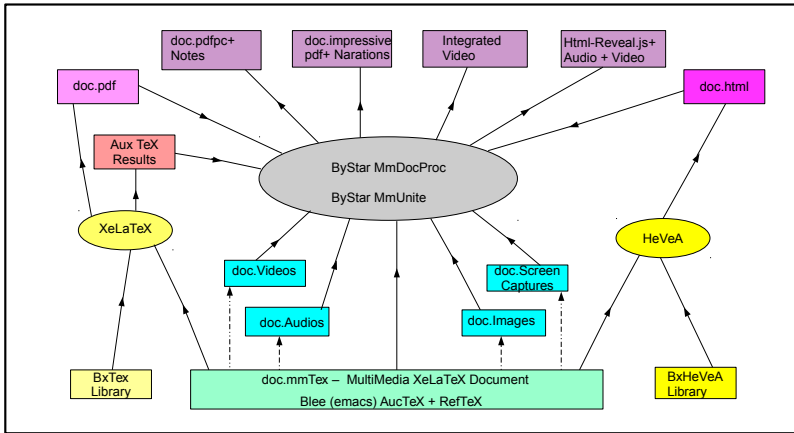 doc.pdfpc+
Notes
doc.impressive
pdf+ Narations
Integrated
Video
Html-Reveal.js+
Audio + Video
doc.pdf
doc.html
Aux TeX
Results
ByStar MmDocProc
ByStar MmUnite
XeLaTeX
HeVeA
doc.Videos
doc.Screen
Captures
doc.Audios
doc.Images
BxTex
Library
doc.mmTex – MultiMedia XeLaTeX Document
Blee (emacs) AucTeX + RefTeX
BxHeVeA
Library